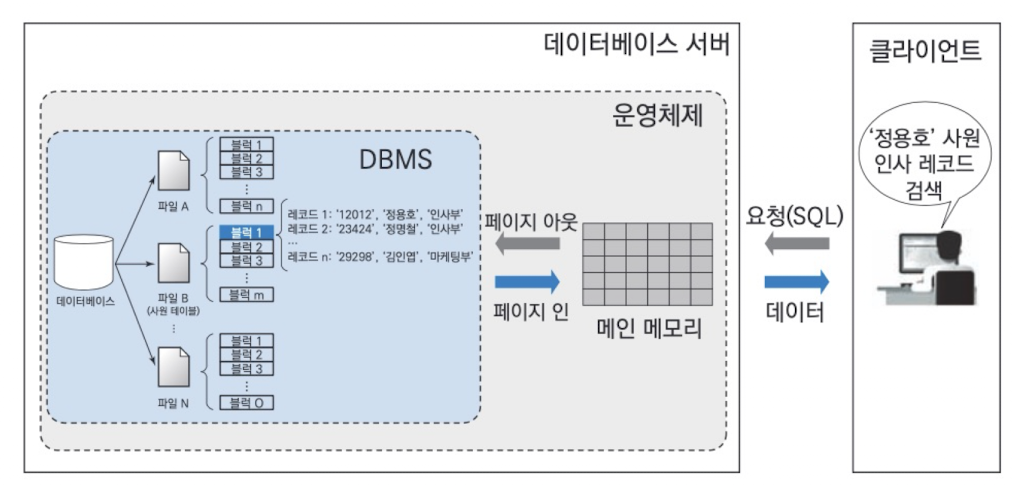 데이터베이스 서버
운영체제
DBMS
데이터베이스
파일 A
블럭 1
블럭 2
블럭 3
⋮
블럭 n
파일 B
(사원 테이블)
⋮
블럭 1
블럭 2
블럭 3
⋮
블럭 m
레코드 1: '12012', '정용호', '인사부'
레코드 2: '23424', '정명철', '인사부'
...
레코드 n: '29298', '김인엽', '마케팅부'
파일 N
블럭 1
블럭 2
블럭 3
⋮
블럭 O
페이지 아웃
페이지 인
메인 메모리
요청(SQL)
데이터
클라이언트
'정용호' 사원
인사 레코드
검색